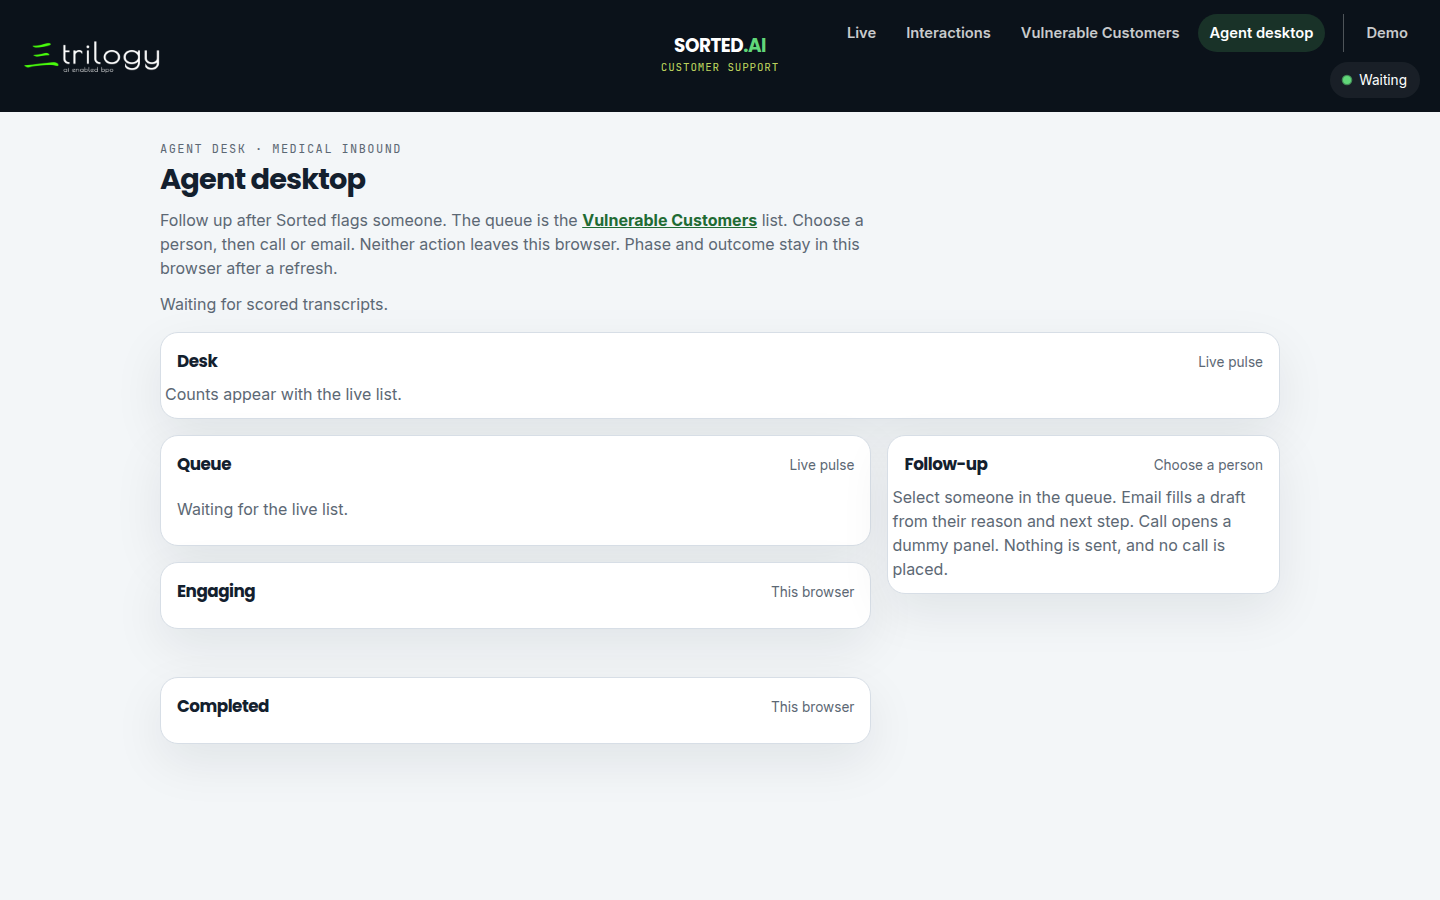 trilogy
ai enabled bpo
SORTED.AI
CUSTOMER SUPPORT
Live
Interactions
Vulnerable Customers
Agent desktop
Demo
Waiting
AGENT DESK · MEDICAL INBOUND
Agent desktop
Follow up after Sorted flags someone. The queue is the Vulnerable Customers list. Choose a
person, then call or email. Neither action leaves this browser. Phase and outcome stay in this
browser after a refresh.
Waiting for scored transcripts.
Desk
Live pulse
Counts appear with the live list.
Queue
Live pulse
Waiting for the live list.
Follow-up
Choose a person
Select someone in the queue. Email fills a draft
from their reason and next step. Call opens a
dummy panel. Nothing is sent, and no call is
placed.
Engaging
This browser
Completed
This browser